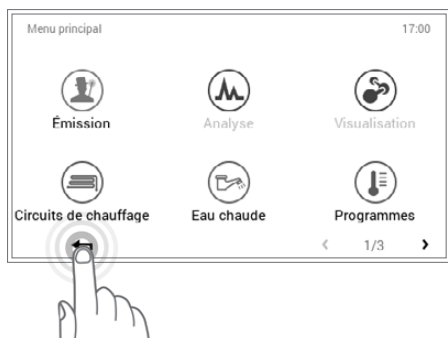 Menu principal 17:00
Émission Analyse Visualisation
Circuits de chauffage Eau chaude Programmes
1/3